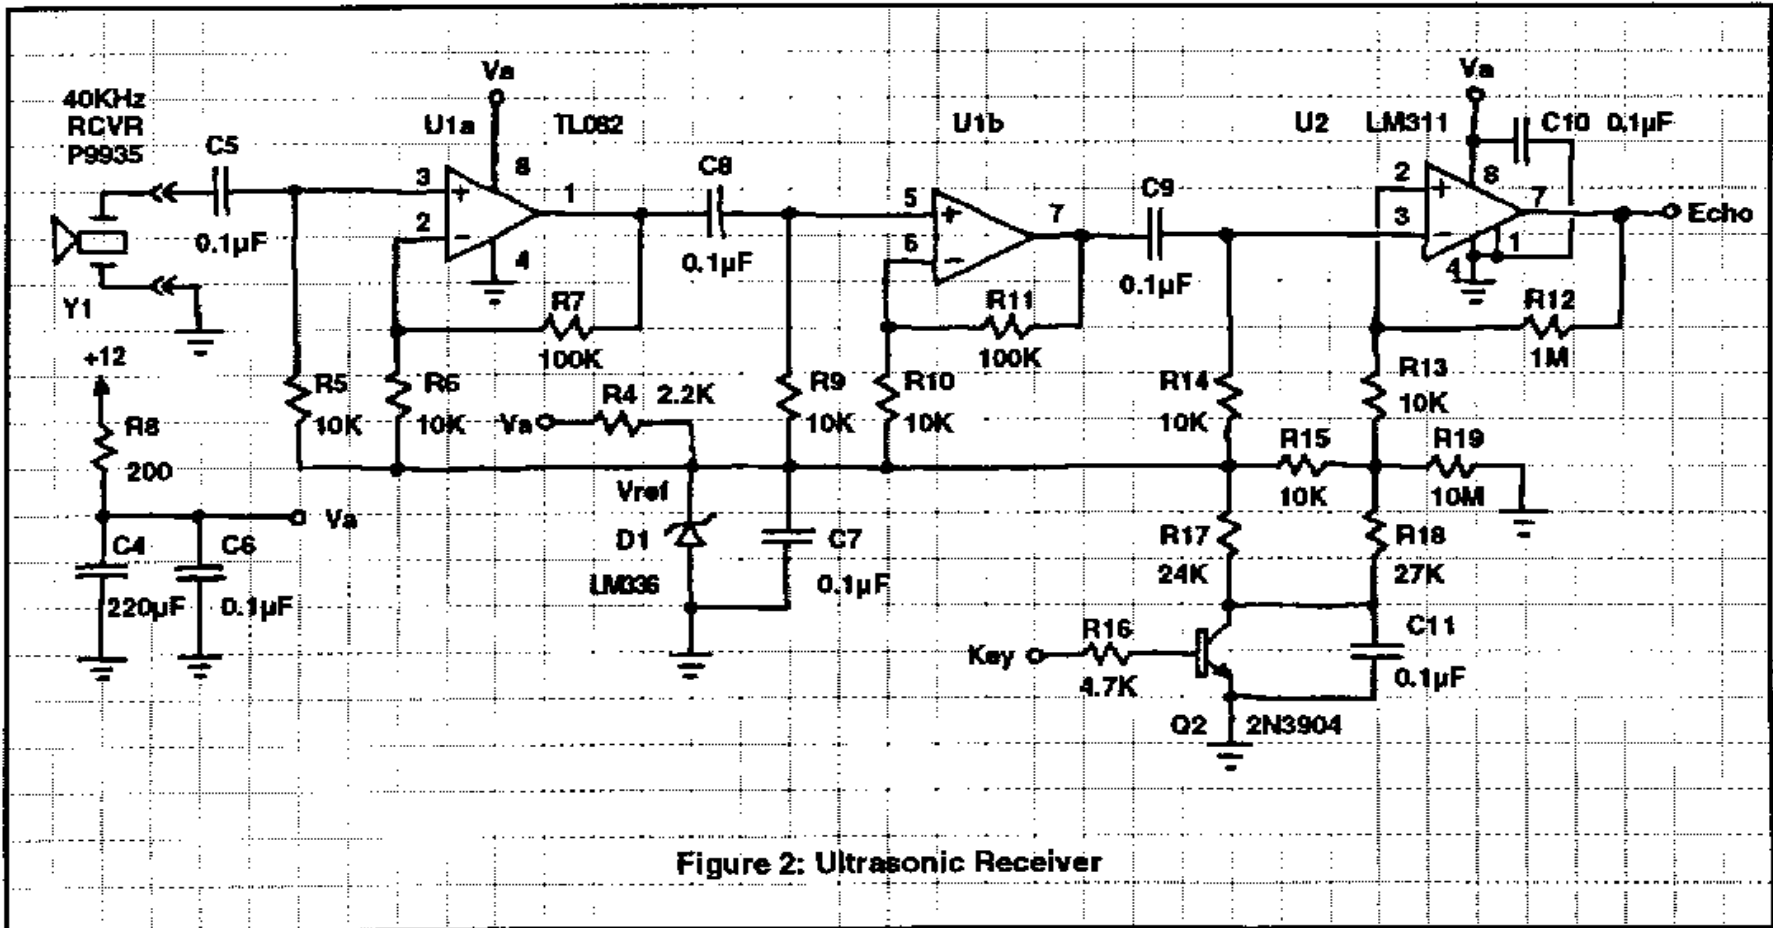 40KHz
RCVR
P9935
Y1
C5
0.1µF
Va
U1a
TL082
3
+
2
−
8
1
4
C8
0.1µF
R7
100K
+12
R8
200
R5
10K
R6
10K
Va
R4
2.2K
Va
C4
220µF
C6
0.1µF
Vref
D1
LM336
C7
0.1µF
U1b
5
+
6
−
7
R11
100K
R9
10K
R10
10K
C9
0.1µF
U2
LM311
Va
C10
0.1µF
2
+
3
−
8
7
1
4
Echo
R12
1M
R14
10K
R13
10K
R15
10K
R19
10M
R17
24K
R18
27K
Key
R16
4.7K
C11
0.1µF
Q2
2N3904
Figure 2: Ultrasonic Receiver